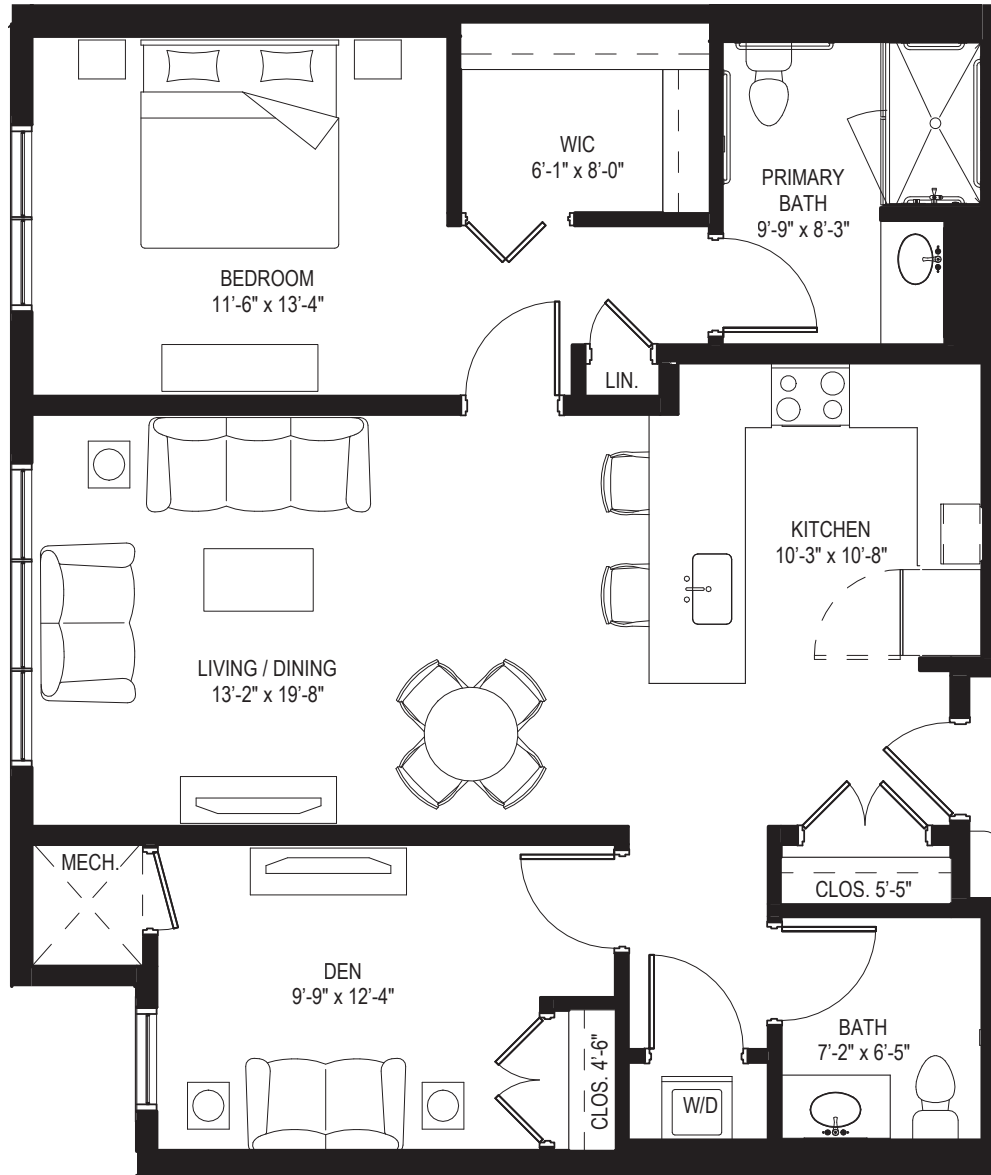 WIC
6'-1" x 8'-0"
PRIMARY
BATH
9'-9" x 8'-3"
BEDROOM
11'-6" x 13'-4"
LIN.
KITCHEN
10'-3" x 10'-8"
LIVING / DINING
13'-2" x 19'-8"
MECH.
CLOS. 5'-5"
DEN
9'-9" x 12'-4"
BATH
7'-2" x 6'-5"
CLOS. 4'-6"
W/D